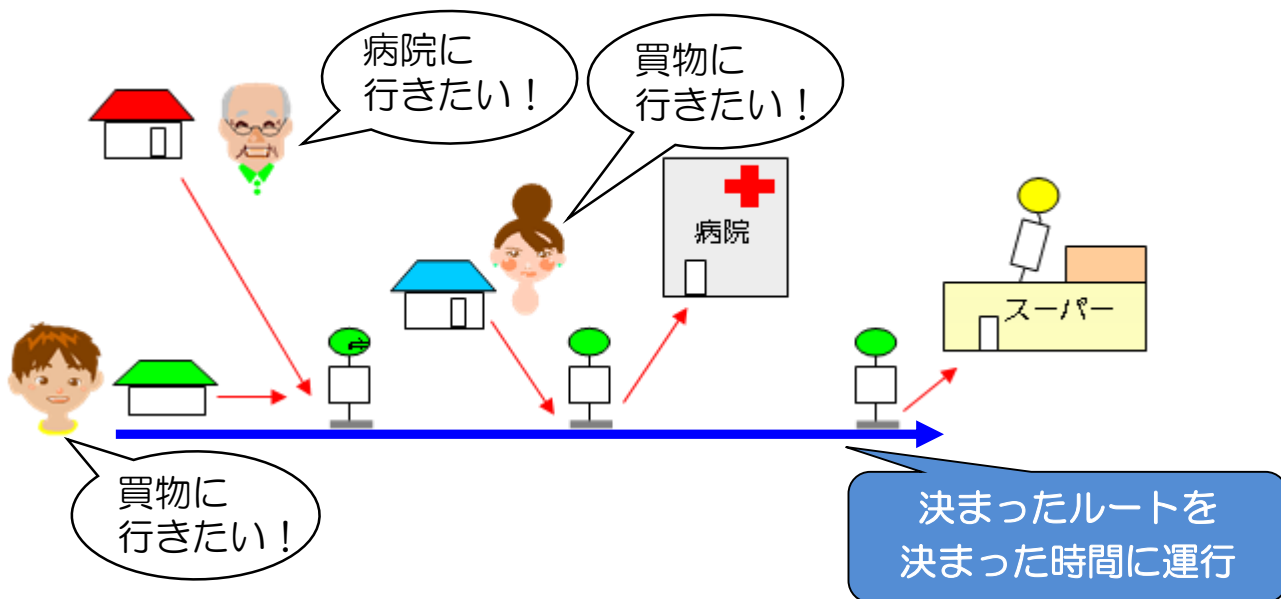 病院に
行きたい！
買物に
行きたい！
病院
スーパー
買物に
行きたい！
決まったルートを
決まった時間に運行